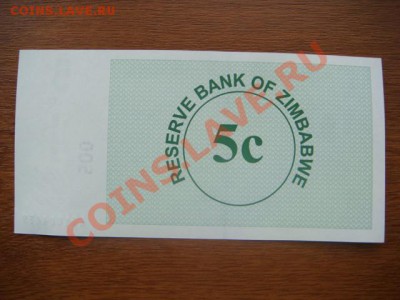 COINS.LAVE.RU
RESERVE BANK OF ZIMBABWE
5c
COINS.LAVE.RU